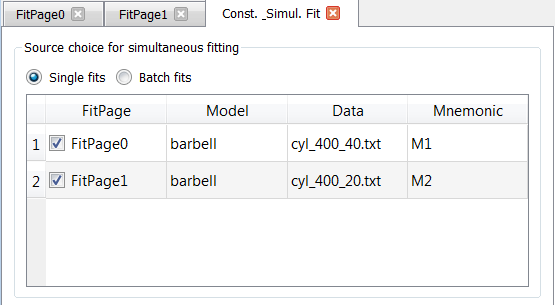 FitPage0 FitPage1 Const. _Simul. Fit
Source choice for simultaneous fitting
Single fits Batch fits
FitPage Model Data Mnemonic
1 FitPage0 barbell cyl_400_40.txt M1
2 FitPage1 barbell cyl_400_20.txt M2